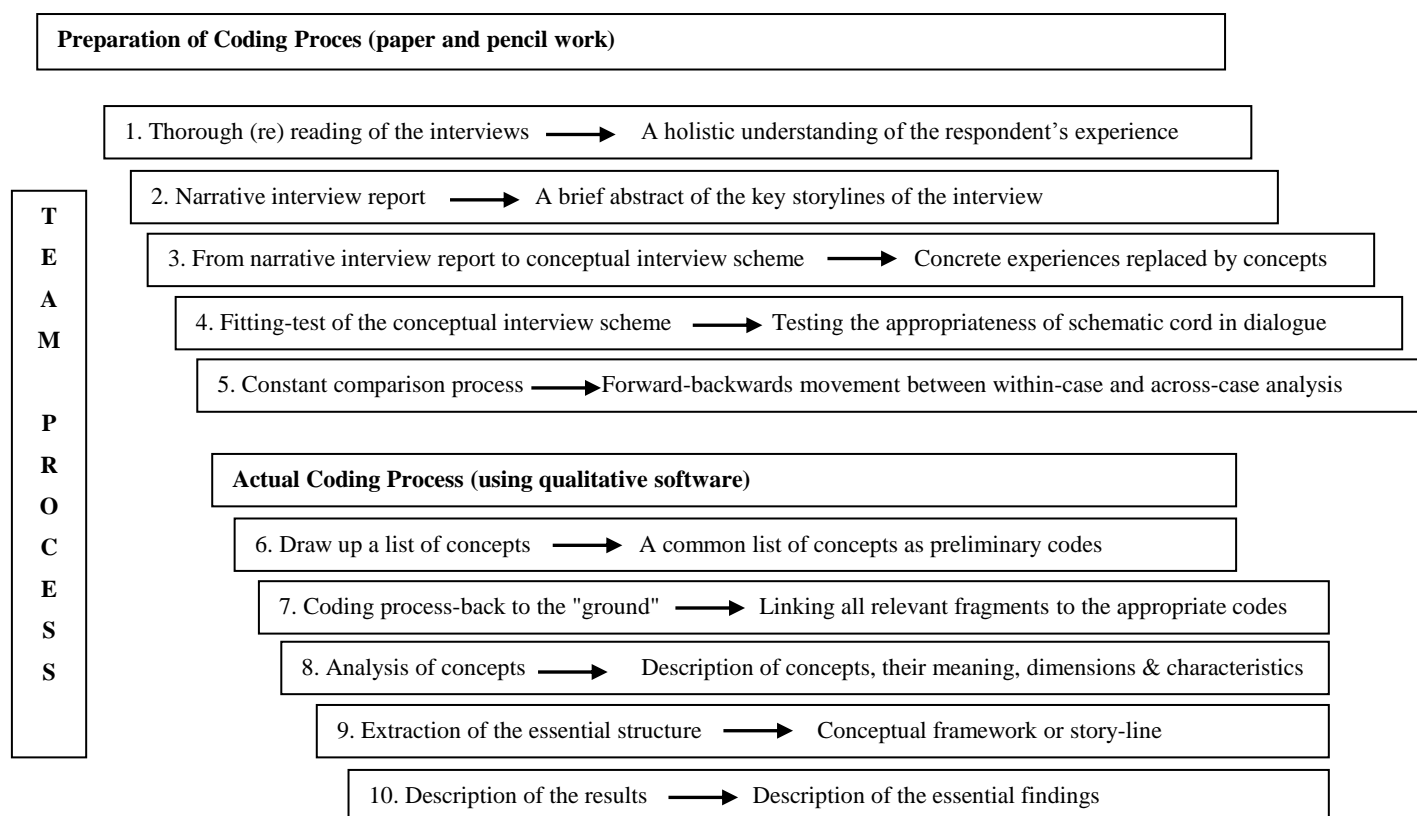 Preparation of Coding Proces (paper and pencil work)
1. Thorough (re) reading of the interviews → A holistic understanding of the respondent’s experience
2. Narrative interview report → A brief abstract of the key storylines of the interview
3. From narrative interview report to conceptual interview scheme → Concrete experiences replaced by concepts
4. Fitting-test of the conceptual interview scheme → Testing the appropriateness of schematic cord in dialogue
5. Constant comparison process → Forward-backwards movement between within-case and across-case analysis
T
E
A
M
P
R
O
C
E
S
S
Actual Coding Process (using qualitative software)
6. Draw up a list of concepts → A common list of concepts as preliminary codes
7. Coding process-back to the "ground" → Linking all relevant fragments to the appropriate codes
8. Analysis of concepts → Description of concepts, their meaning, dimensions & characteristics
9. Extraction of the essential structure → Conceptual framework or story-line
10. Description of the results → Description of the essential findings